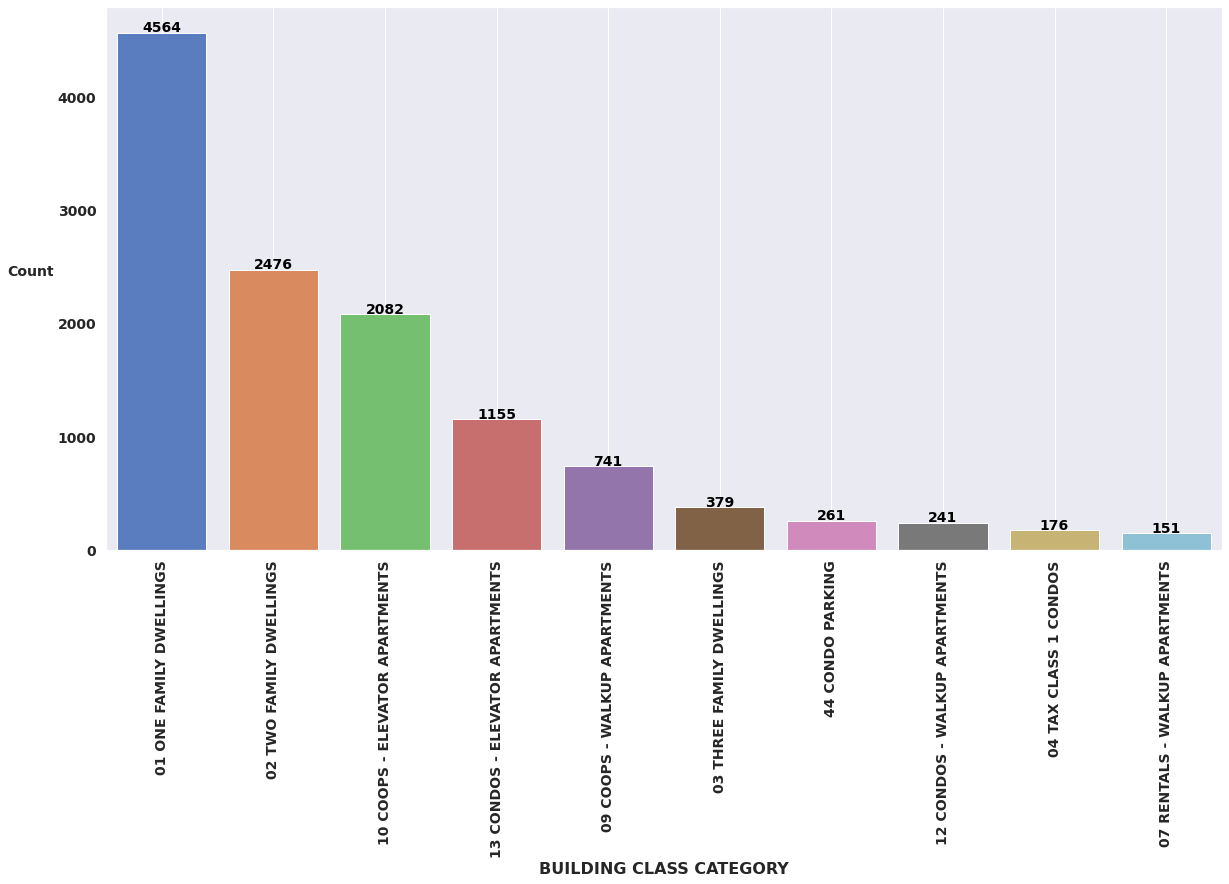 4564
4000
3000
2476
Count
2082
2000
1155
1000
741
379
261
241
176
151
0
01 ONE FAMILY DWELLINGS
02 TWO FAMILY DWELLINGS
10 COOPS - ELEVATOR APARTMENTS
13 CONDOS - ELEVATOR APARTMENTS
09 COOPS - WALKUP APARTMENTS
03 THREE FAMILY DWELLINGS
44 CONDO PARKING
12 CONDOS - WALKUP APARTMENTS
04 TAX CLASS 1 CONDOS
07 RENTALS - WALKUP APARTMENTS
BUILDING CLASS CATEGORY